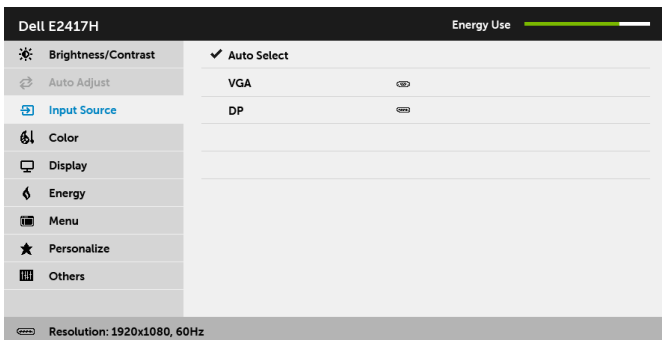 Dell E2417H Energy Use
Brightness/Contrast Auto Select
Auto Adjust VGA
Input Source DP
Color
Display
Energy
Menu
Personalize
Others
Resolution: 1920x1080, 60Hz